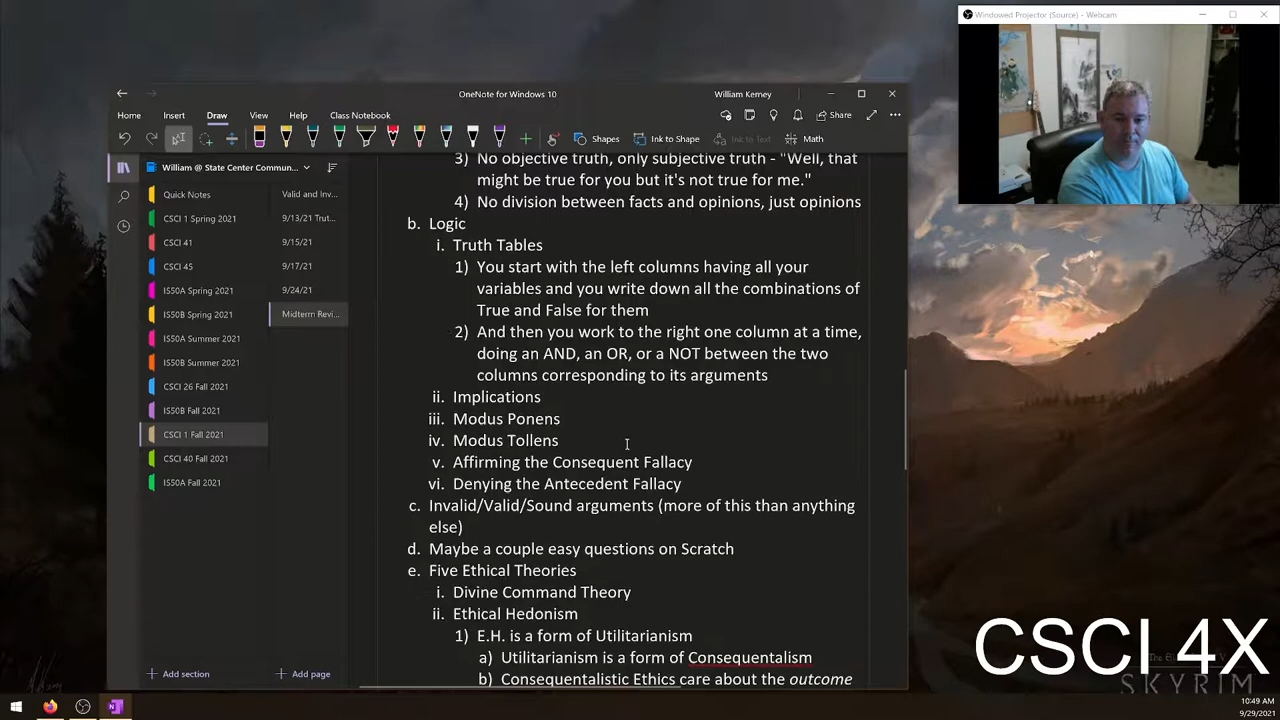 Windowed Projector (Source) - Webcam
OneNote for Windows 10
William Kerney
Home Insert Draw View Help Class Notebook
Share
Shapes Ink to Shape Ink to Text Math
William @ State Center Commun...
Quick Notes
CSCI 1 Spring 2021
CSCI 41
CSCI 45
IS50A Spring 2021
IS50B Spring 2021
IS50A Summer 2021
IS50B Summer 2021
CSCI 26 Fall 2021
IS50B Fall 2021
CSCI 1 Fall 2021
CSCI 40 Fall 2021
IS50A Fall 2021
Add section
Valid and Inv...
9/13/21 Trut...
9/15/21
9/17/21
9/24/21
Midterm Revi...
Add page
3) No objective truth, only subjective truth - "Well, that
might be true for you but it's not true for me."
4) No division between facts and opinions, just opinions
b. Logic
i. Truth Tables
1) You start with the left columns having all your
variables and you write down all the combinations of
True and False for them
2) And then you work to the right one column at a time,
doing an AND, an OR, or a NOT between the two
columns corresponding to its arguments
ii. Implications
iii. Modus Ponens
iv. Modus Tollens
v. Affirming the Consequent Fallacy
vi. Denying the Antecedent Fallacy
c. Invalid/Valid/Sound arguments (more of this than anything
else)
d. Maybe a couple easy questions on Scratch
e. Five Ethical Theories
i. Divine Command Theory
ii. Ethical Hedonism
1) E.H. is a form of Utilitarianism
a) Utilitarianism is a form of Consequentalism
b) Consequentalistic Ethics care about the outcome
CSCI 4X
SKYRIM
10:49 AM
9/29/2021